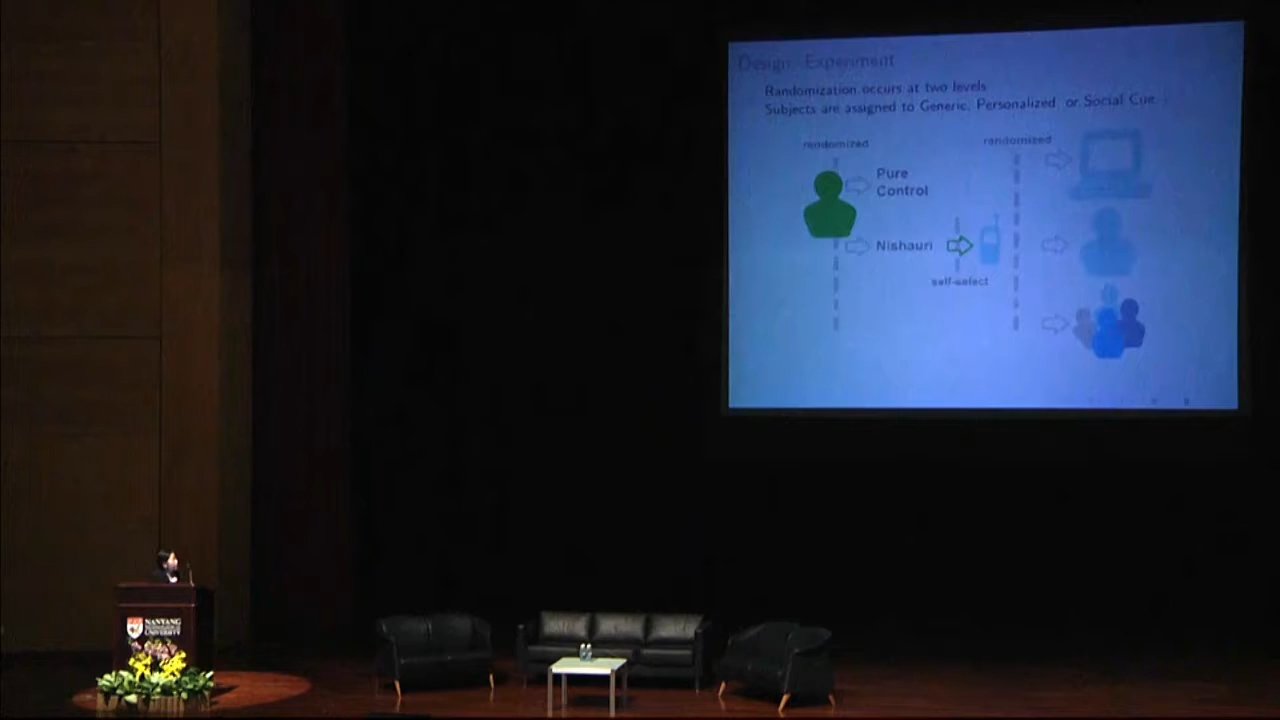 Design: Experiment
Randomization occurs at two levels
Subjects are assigned to Generic, Personalized or Social Cue
randomized
randomized
Pure
Control
Nishauri
self-select
NANYANG
TECHNOLOGICAL
UNIVERSITY